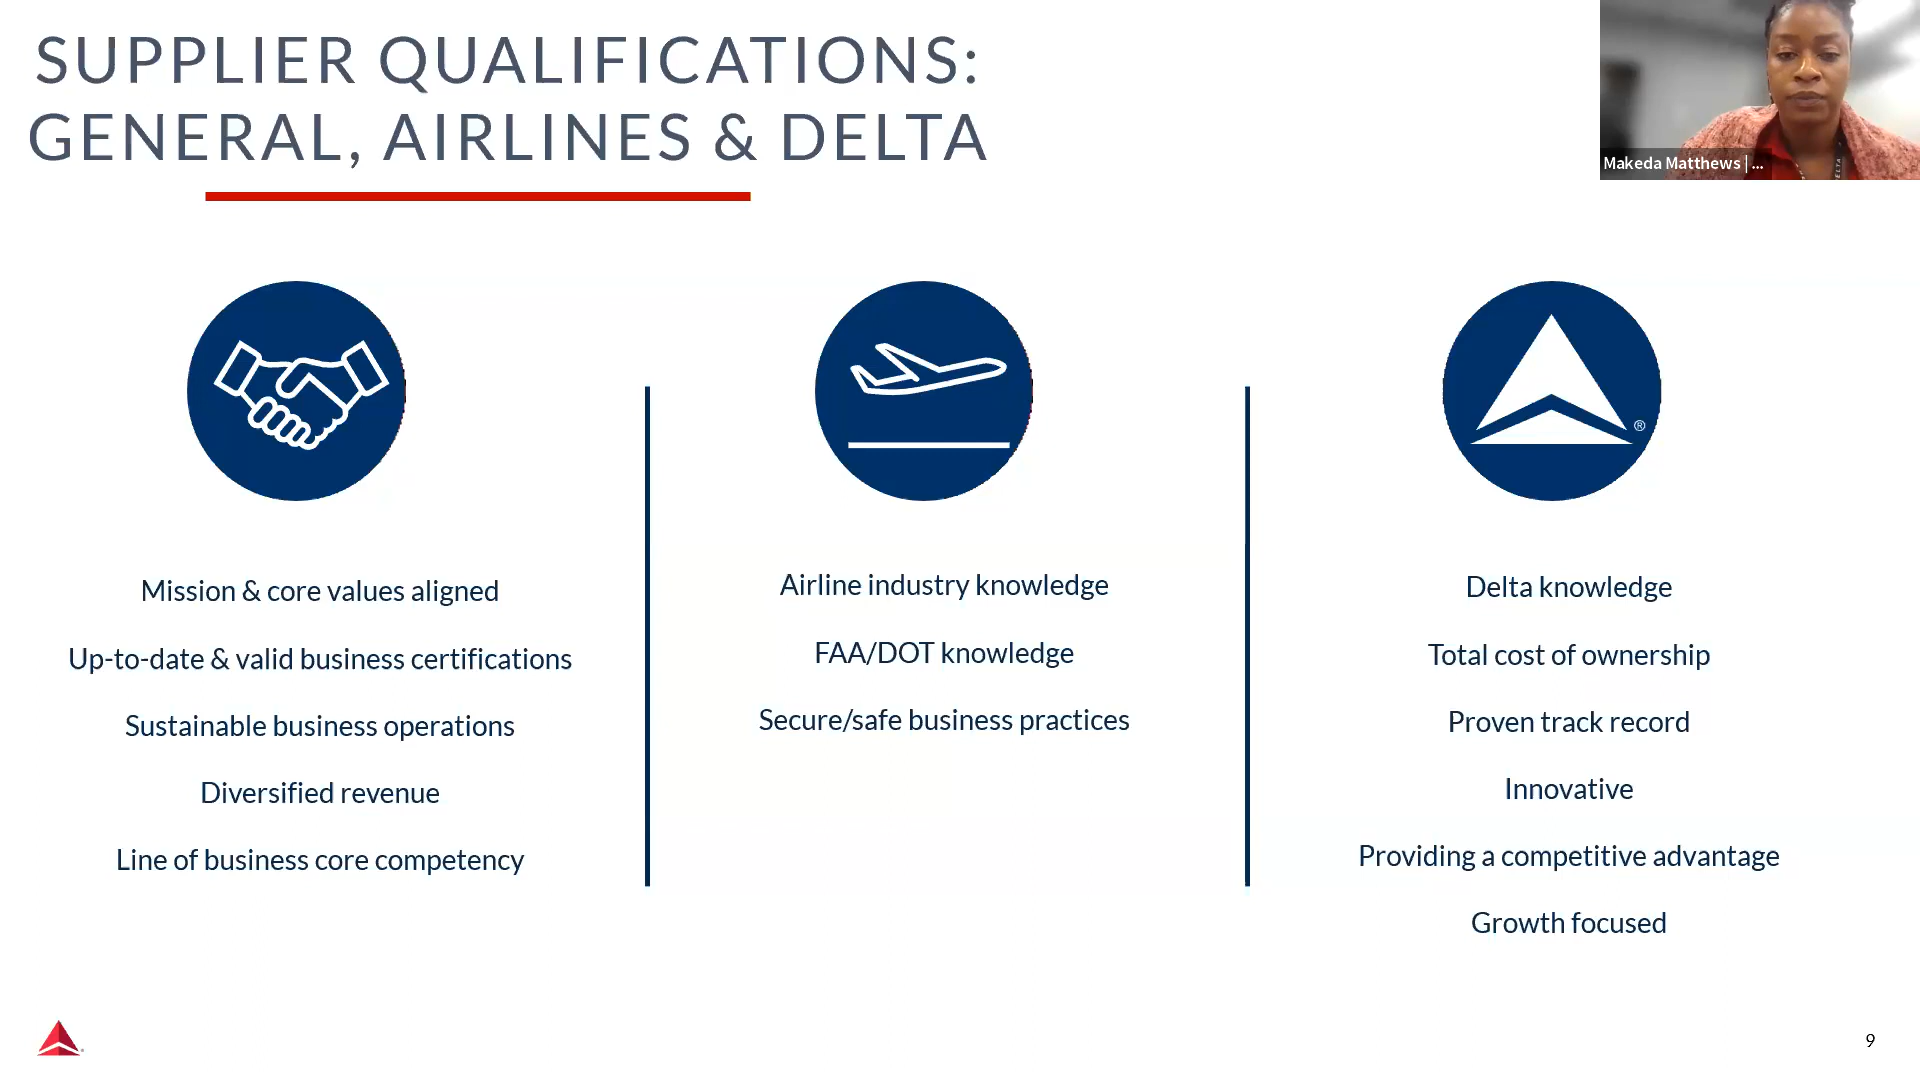 SUPPLIER QUALIFICATIONS:
GENERAL, AIRLINES & DELTA
Makeda Matthews | ...
®
Mission & core values aligned
Up-to-date & valid business certifications
Sustainable business operations
Diversified revenue
Line of business core competency
Airline industry knowledge
FAA/DOT knowledge
Secure/safe business practices
Delta knowledge
Total cost of ownership
Proven track record
Innovative
Providing a competitive advantage
Growth focused
9